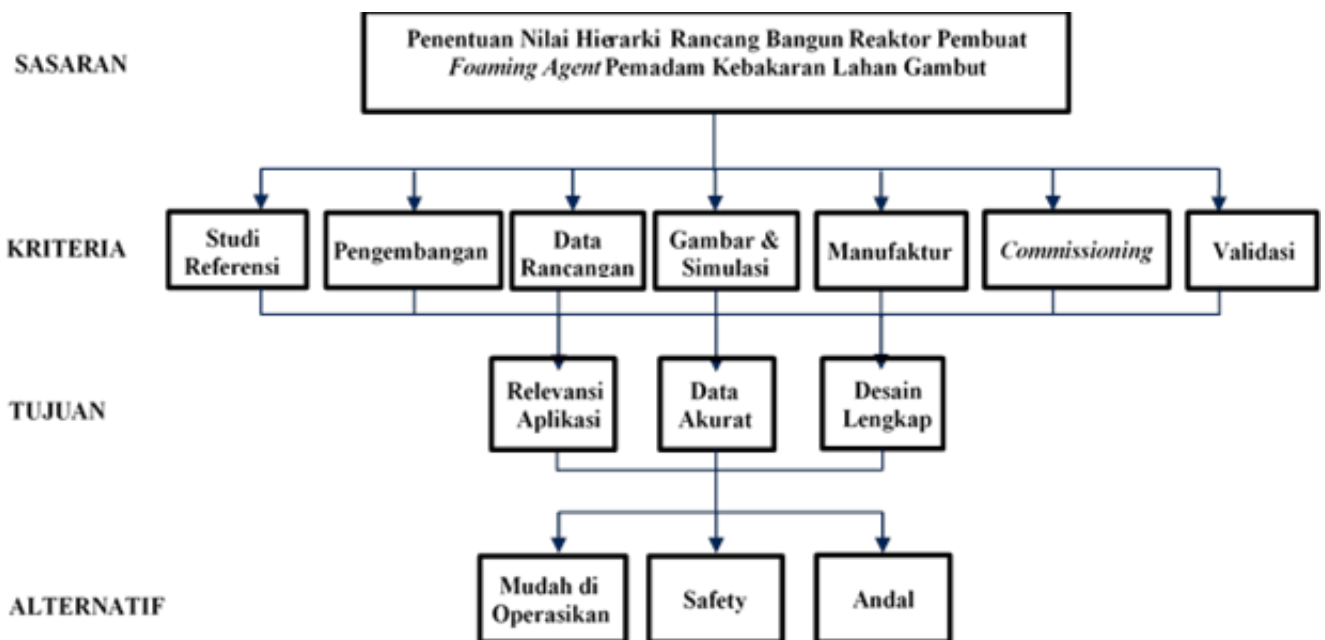 SASARAN
Penentuan Nilai Hierarki Rancang Bangun Reaktor Pembuat
Foaming Agent Pemadam Kebakaran Lahan Gambut
KRITERIA
Studi
Referensi
Pengembangan
Data
Rancangan
Gambar &
Simulasi
Manufaktur
Commissioning
Validasi
TUJUAN
Relevansi
Aplikasi
Data
Akurat
Desain
Lengkap
ALTERNATIF
Mudah di
Operasikan
Safety
Andal